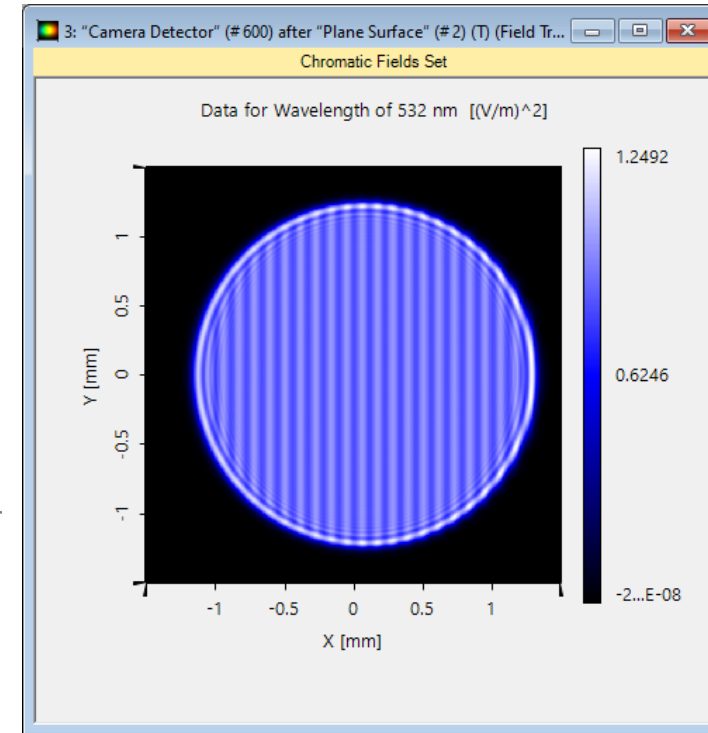 3: "Camera Detector" (#600) after "Plane Surface" (#2) (T) (Field Tr...
Chromatic Fields Set
Data for Wavelength of 532 nm [(V/m)^2]
1.2492
0.6246
-2...E-08
Y [mm]
1
0.5
0
-0.5
-1
-1
-0.5
0
0.5
1
X [mm]